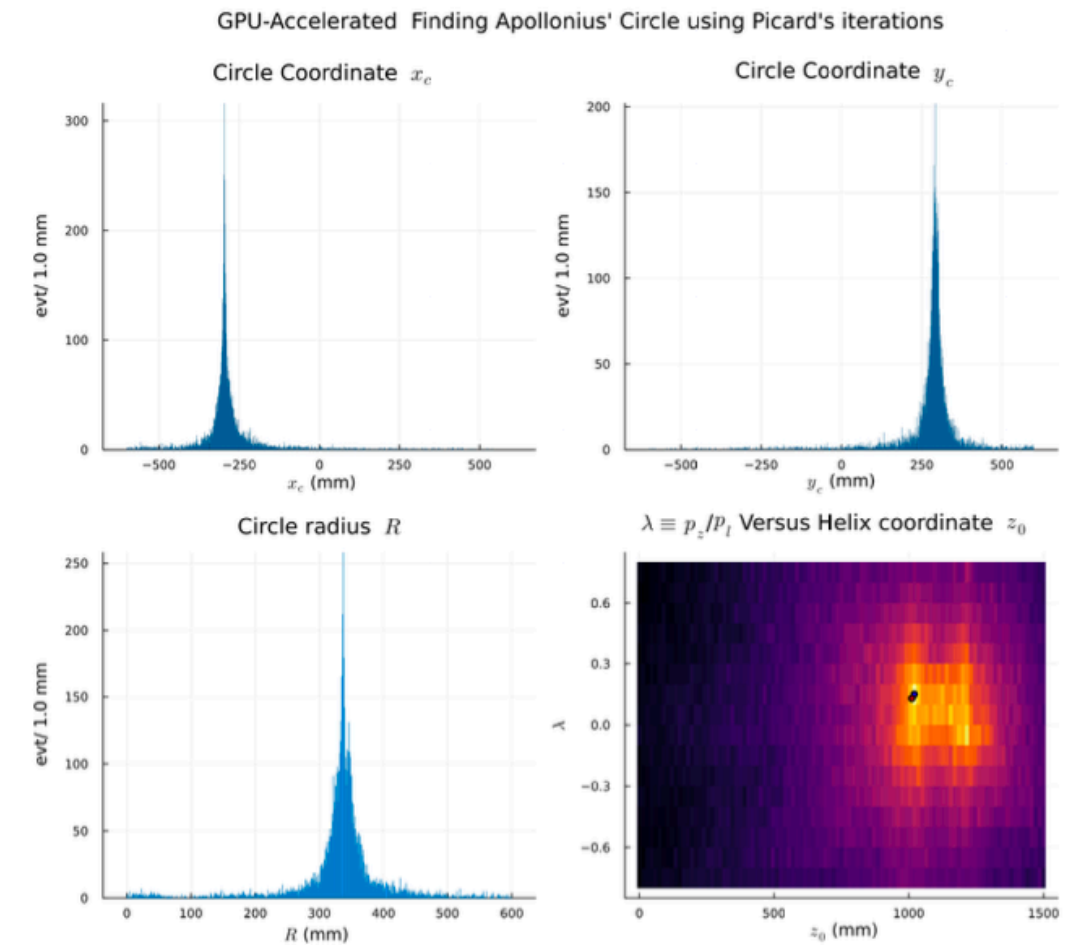 GPU-Accelerated  Finding Apollonius' Circle using Picard's iterations
Circle Coordinate x_c
Circle Coordinate y_c
300
200
100
0
evt/ 1.0 mm
−500 −250 0 250 500
x_c (mm)
200
150
100
50
0
evt/ 1.0 mm
−500 −250 0 250 500
y_c (mm)
Circle radius R
λ ≡ p_z/p_l Versus Helix coordinate z_0
250
200
150
100
50
0
evt/ 1.0 mm
0 100 200 300 400 500 600
R (mm)
0.6
0.3
0.0
−0.3
−0.6
λ
0 500 1000 1500
z_0 (mm)